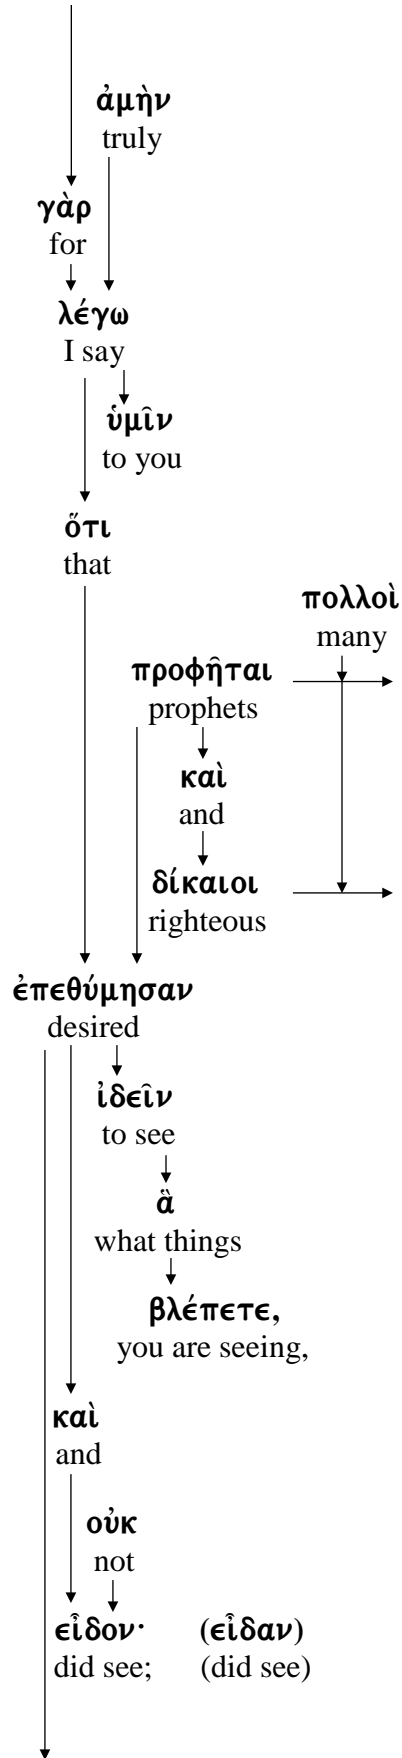 ἀμὴν
truly
γὰρ
for
λέγω
I say
ὑμῖν
to you
ὅτι
that
πολλοὶ
many
προφῆται
prophets
καὶ
and
δίκαιοι
righteous
ἐπεθύμησαν
desired
ἰδεῖν
to see
ἃ
what things
βλέπετε,
you are seeing,
καὶ
and
οὐκ
not
εἶδον· (εἶδαν)
did see; (did see)